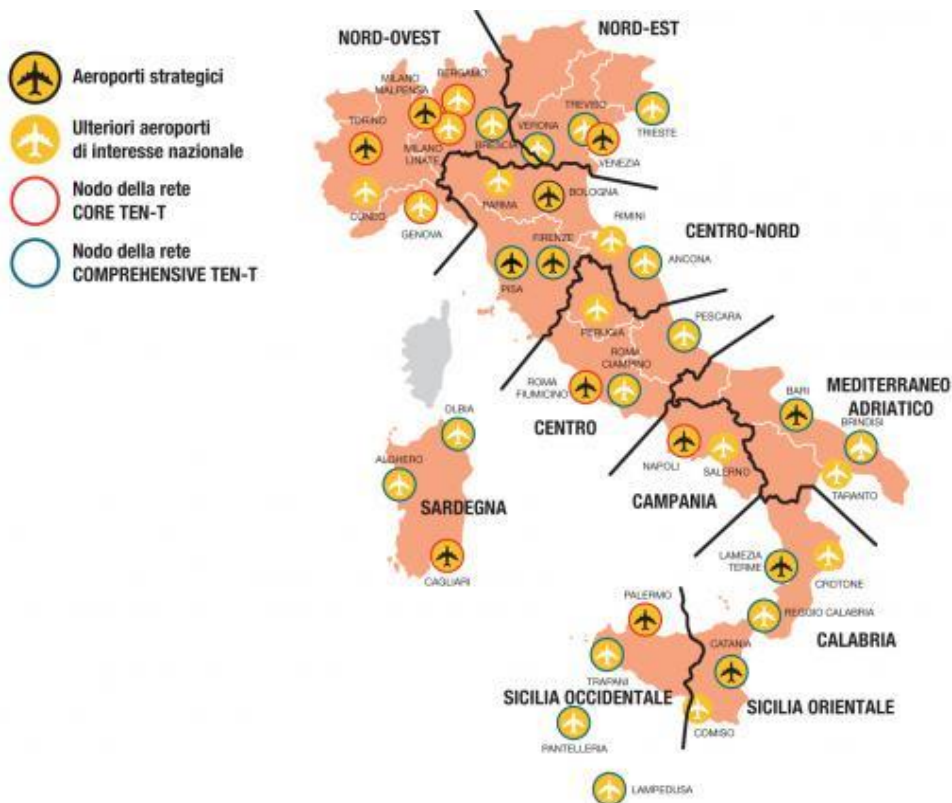 Aeroporti strategici
Ulteriori aeroporti
di interesse nazionale
Nodo della rete
CORE TEN-T
Nodo della rete
COMPREHENSIVE TEN-T
NORD-OVEST
NORD-EST
BERGAMO
MILANO
MALPENSA
TORINO
MILANO
LINATE
BRESCIA
VERONA
TREVISO
TRIESTE
VENEZIA
CUNEO
GENOVA
PARMA
BOLOGNA
RIMINI
CENTRO-NORD
FIRENZE
PISA
ANCONA
PERUGIA
PESCARA
ROMA
CIAMPINO
ROMA
FIUMICINO
CENTRO
BARI
MEDITERRANEO
ADRIATICO
BRINDISI
OLBIA
ALGHERO
SARDEGNA
CAGLIARI
NAPOLI
SALERNO
CAMPANIA
TARANTO
LAMEZIA
TERME
CROTONE
PALERMO
REGGIO CALABRIA
CATANIA
CALABRIA
TRAPANI
SICILIA OCCIDENTALE
SICILIA ORIENTALE
COMISO
PANTELLERIA
LAMPEDUSA